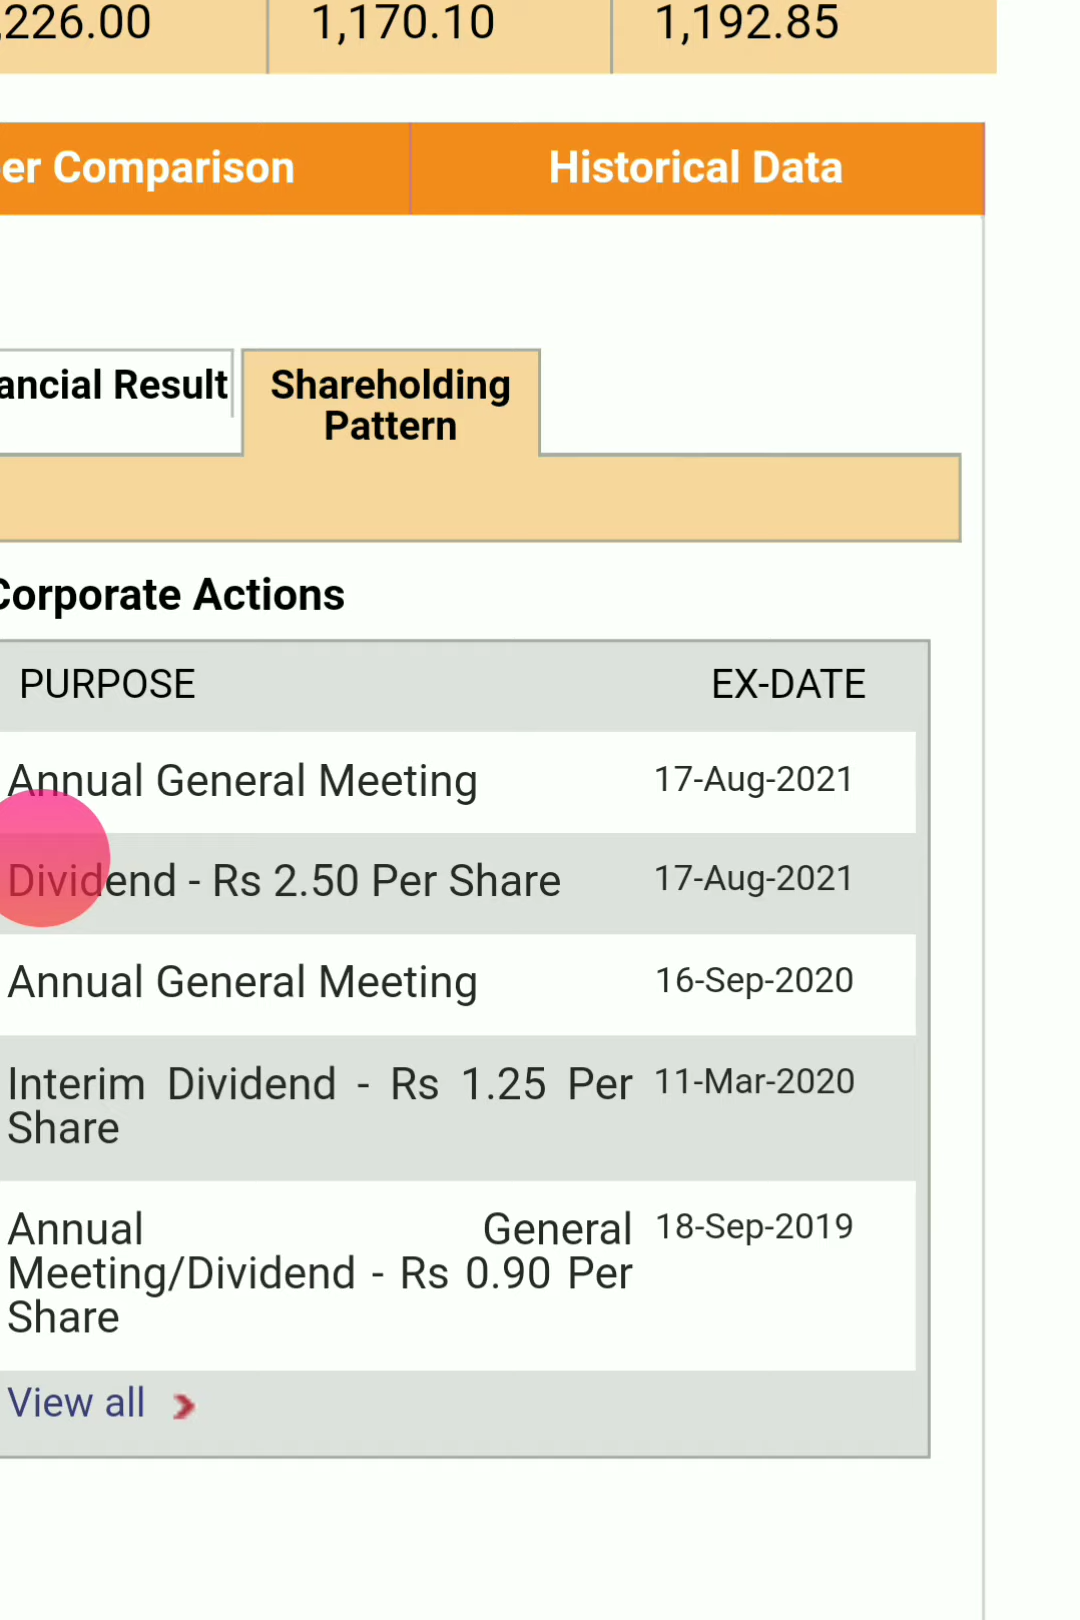 ,226.00 1,170.10 1,192.85
er Comparison Historical Data
ancial Result Shareholding
Pattern
Corporate Actions
PURPOSE EX-DATE
Annual General Meeting 17-Aug-2021
Dividend - Rs 2.50 Per Share 17-Aug-2021
Annual General Meeting 16-Sep-2020
Interim Dividend - Rs 1.25 Per 11-Mar-2020
Share
Annual General 18-Sep-2019
Meeting/Dividend - Rs 0.90 Per
Share
View all